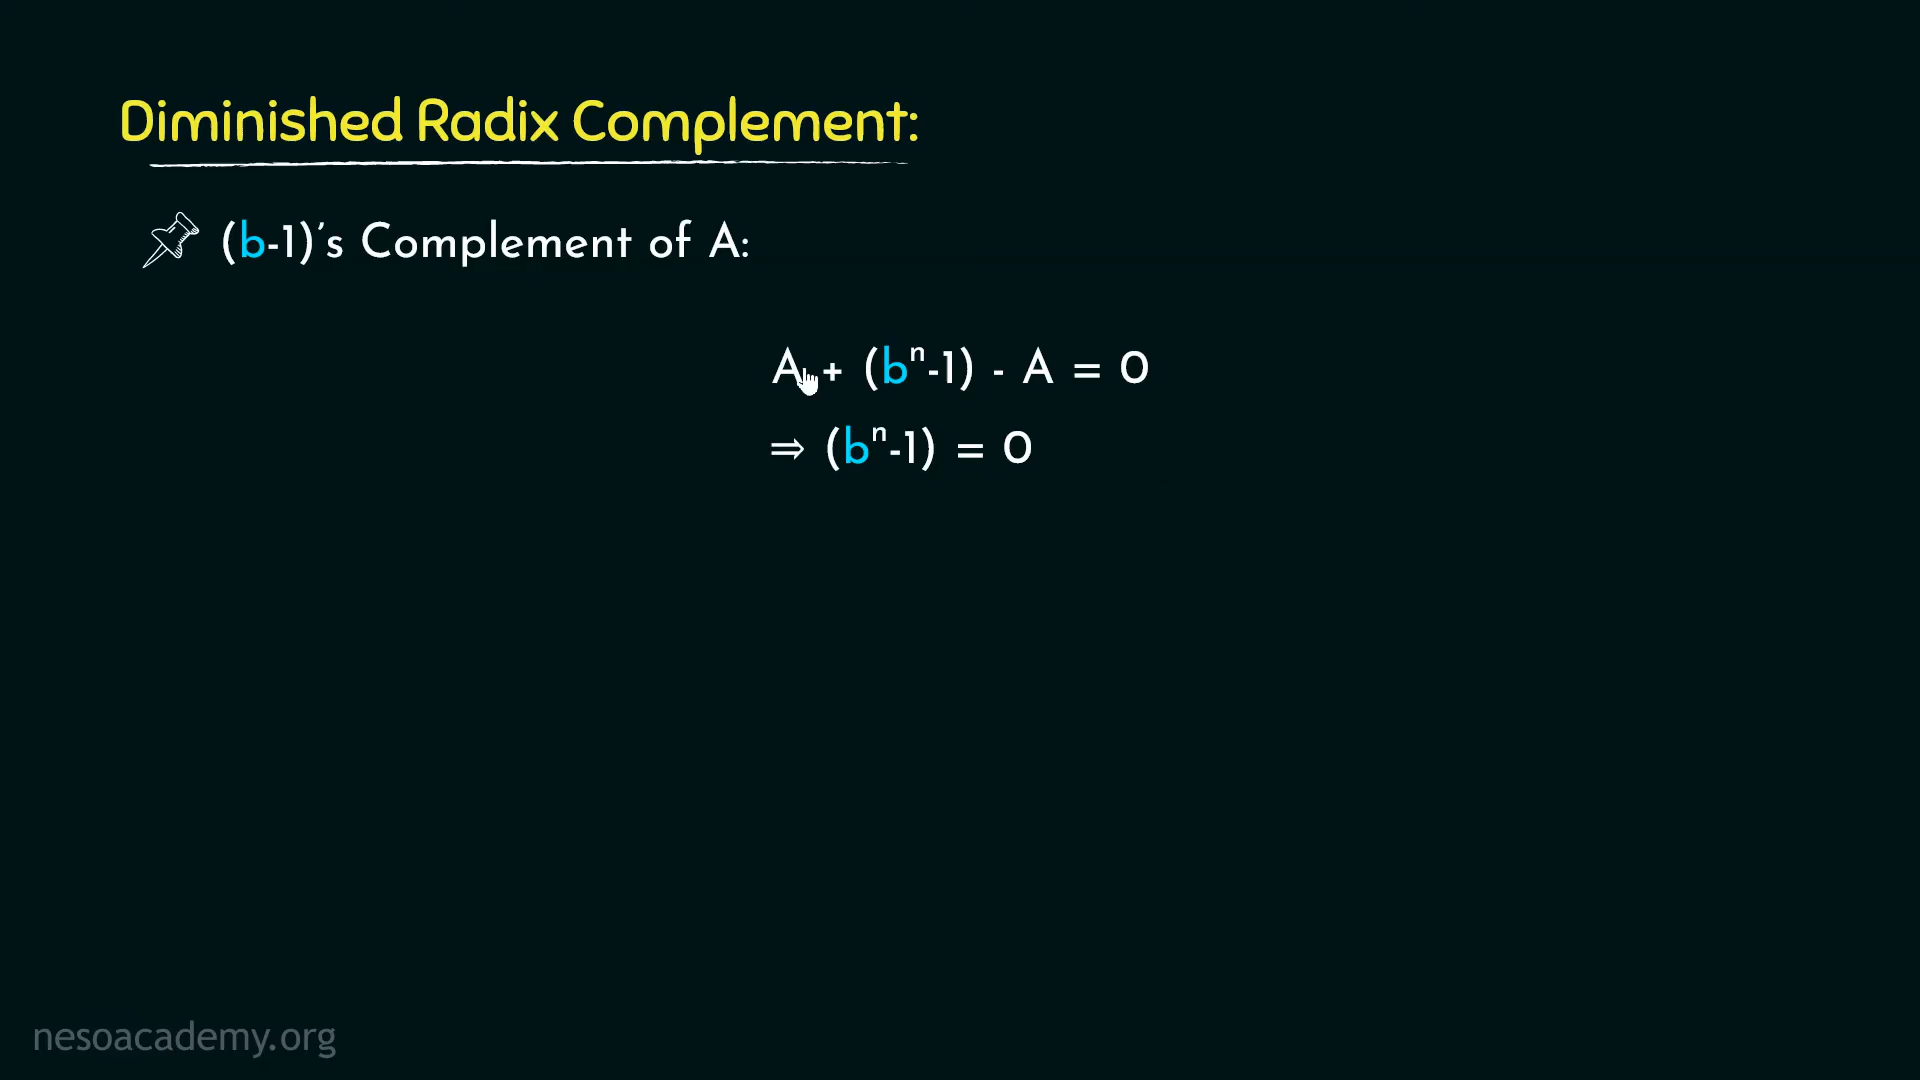 Diminished Radix Complement:
(b-1)'s Complement of A:
A + (bⁿ-1) - A = 0
⇒ (bⁿ-1) = 0
nesoacademy.org